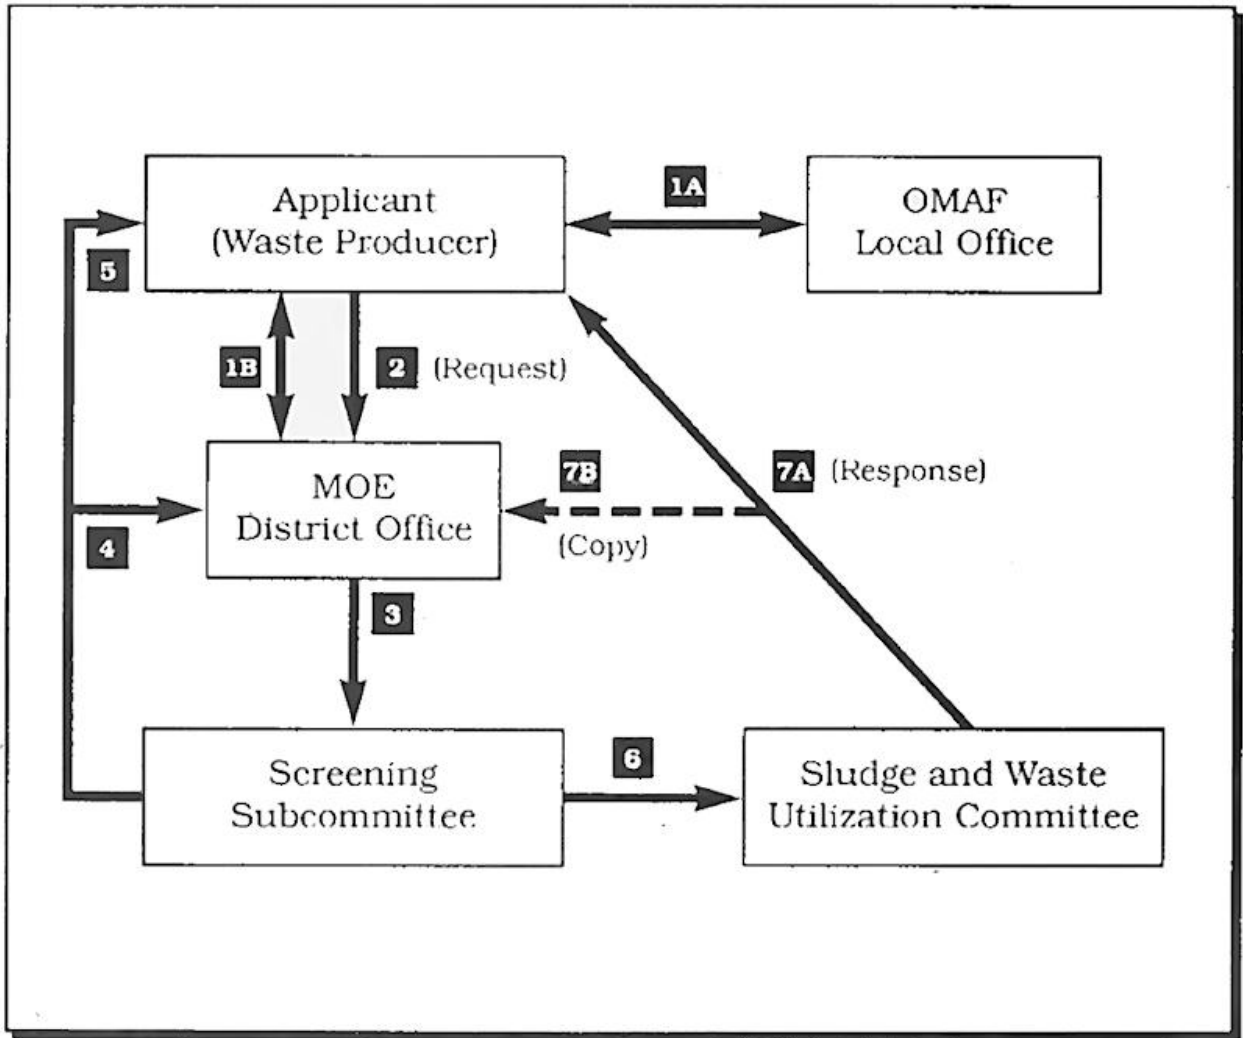 1A
Applicant
(Waste Producer)
OMAF
Local Office
5
1B
2 (Request)
7B
7A (Response)
MOE
District Office
(Copy)
4
3
6
Screening
Subcommittee
Sludge and Waste
Utilization Committee